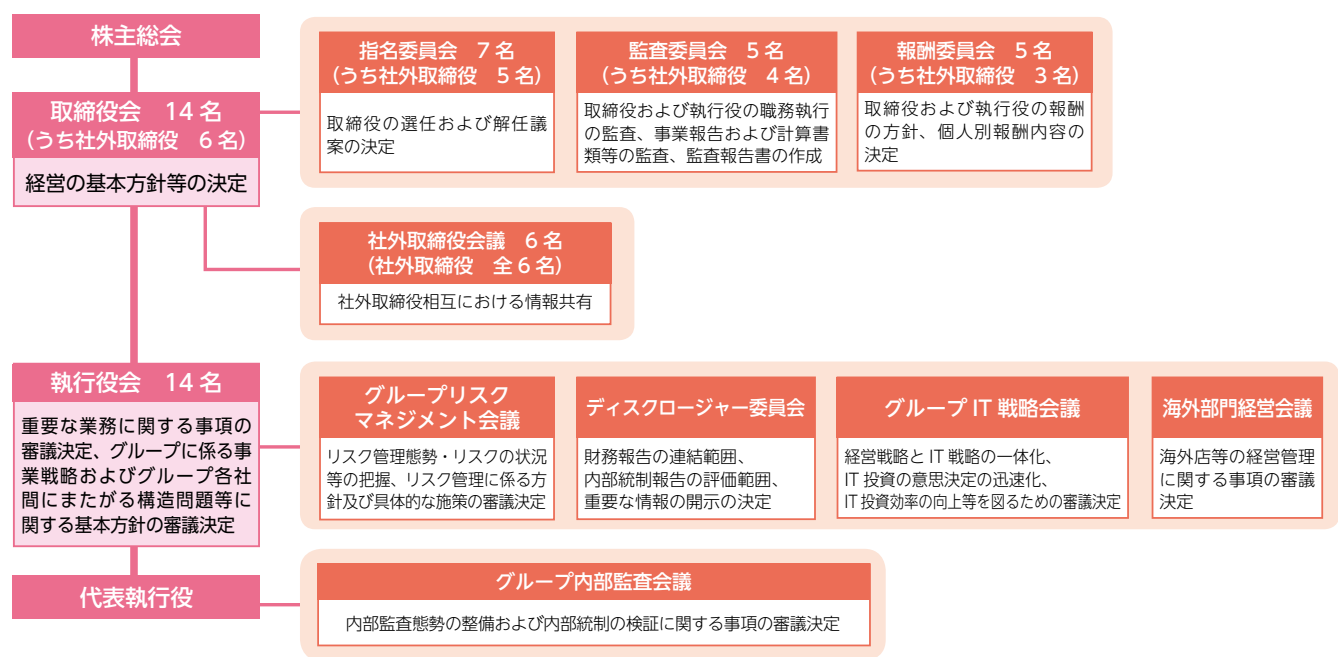 株主総会
取締役会　14 名
(うち社外取締役　6 名)
経営の基本方針等の決定
指名委員会　7 名
(うち社外取締役　5 名)
取締役の選任および解任議
案の決定
監査委員会　5 名
(うち社外取締役　4 名)
取締役および執行役の職務執行
の監査、事業報告および計算書
類等の監査、監査報告書の作成
報酬委員会　5 名
(うち社外取締役　3 名)
取締役および執行役の報酬
の方針、個人別報酬内容の
決定
社外取締役会議　6 名
(社外取締役　全 6 名)
社外取締役相互における情報共有
執行役会　14 名
重要な業務に関する事項の
審議決定、グループに係る事
業戦略およびグループ各社
間にまたがる構造問題等に
関する基本方針の審議決定
グループリスク
マネジメント会議
リスク管理態勢・リスクの状況
等の把握、リスク管理に係る方
針及び具体的な施策の審議決定
ディスクロージャー委員会
財務報告の連結範囲、
内部統制報告の評価範囲、
重要な情報の開示の決定
グループ IT 戦略会議
経営戦略と IT 戦略の一体化、
IT 投資の意思決定の迅速化、
IT 投資効率の向上等を図るための審議決定
海外部門経営会議
海外店等の経営管理
に関する事項の審議
決定
代表執行役
グループ内部監査会議
内部監査態勢の整備および内部統制の検証に関する事項の審議決定